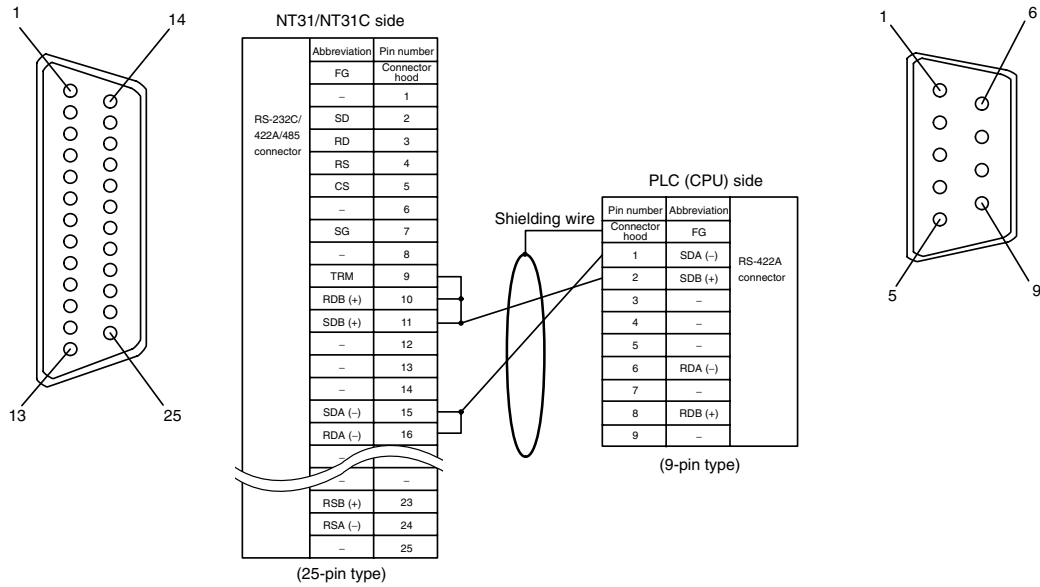 1
14
13
25
NT31/NT31C side
Abbreviation Pin number
RS-232C/
422A/485
connector
FG Connector hood
– 1
SD 2
RD 3
RS 4
CS 5
– 6
SG 7
– 8
TRM 9
RDB (+) 10
SDB (+) 11
– 12
– 13
– 14
SDA (–) 15
RDA (–) 16
–
– –
RSB (+) 23
RSA (–) 24
– 25
(25-pin type)
Shielding wire
PLC (CPU) side
Pin number Abbreviation
Connector hood FG
1 SDA (–)
2 SDB (+)
3 –
4 –
5 –
6 RDA (–)
7 –
8 RDB (+)
9 –
RS-422A
connector
(9-pin type)
1
6
5
9